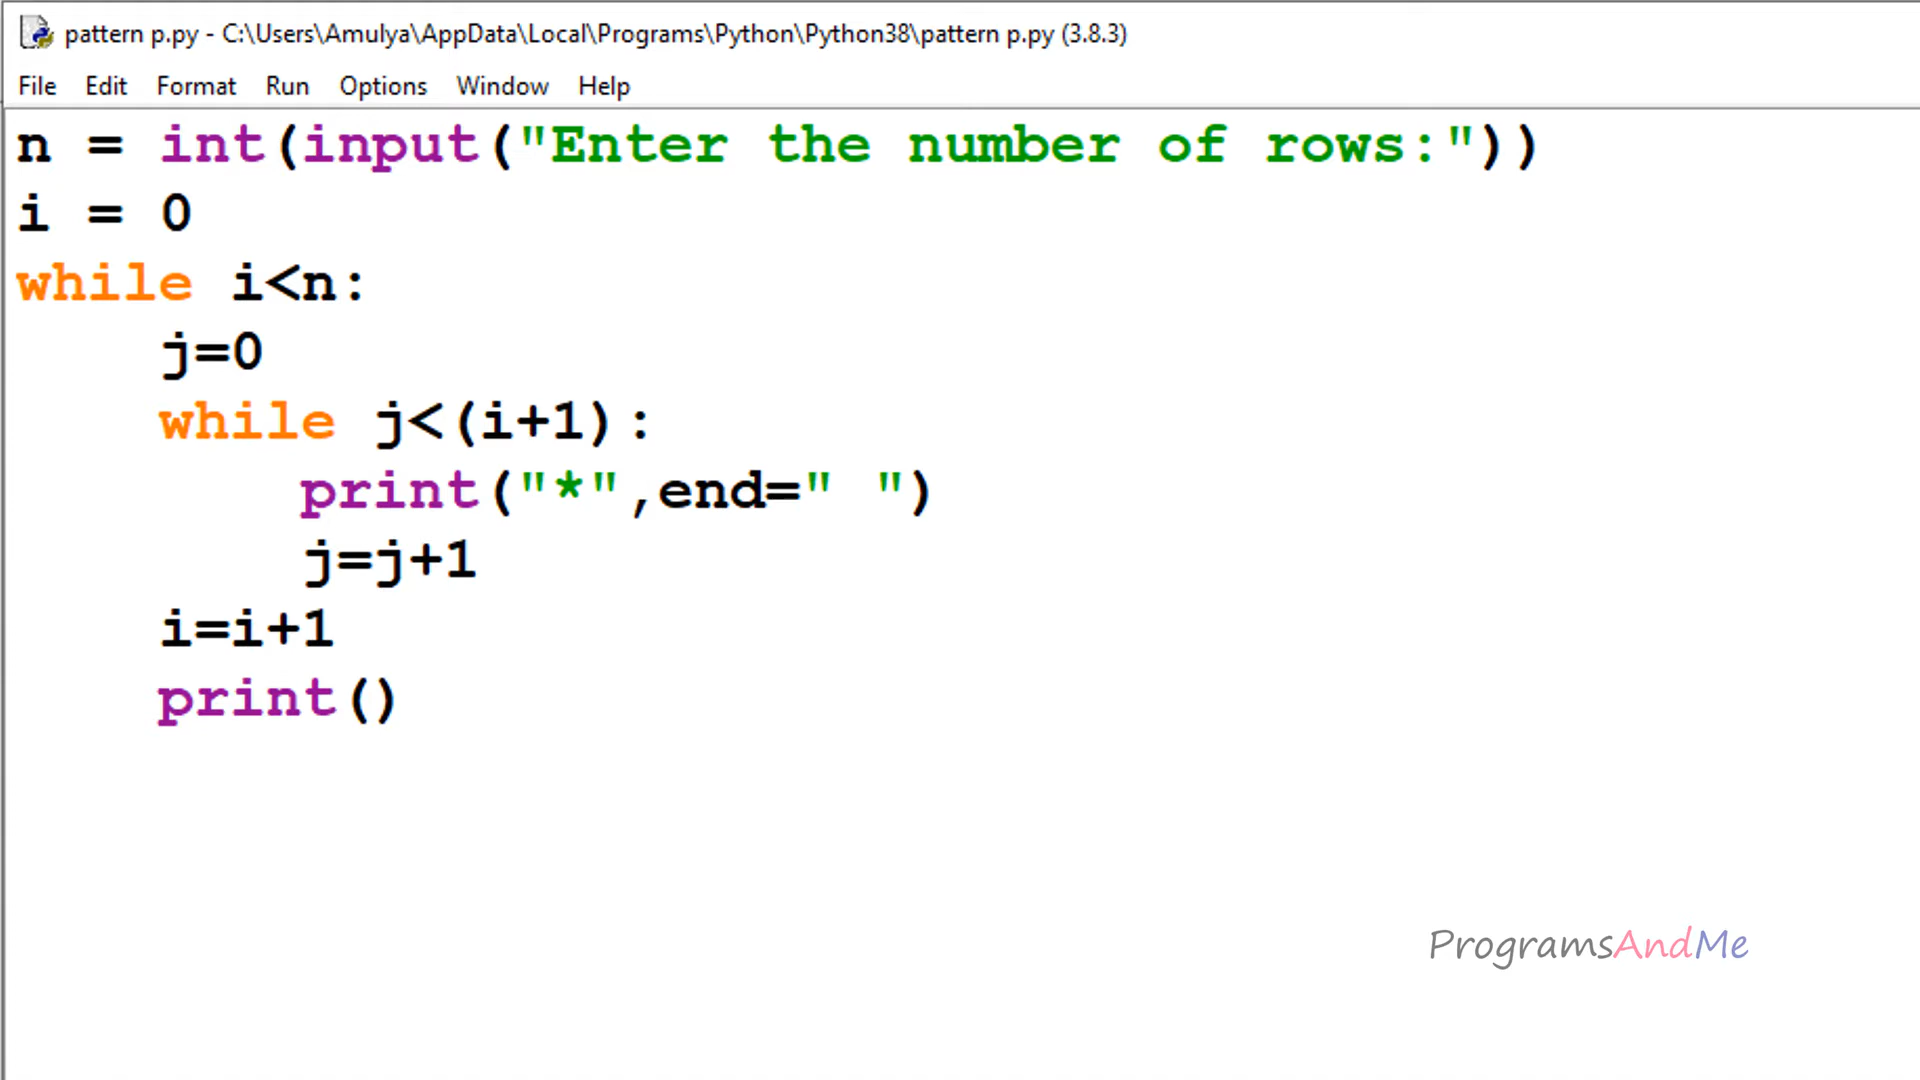 pattern p.py - C:\Users\Amulya\AppData\Local\Programs\Python\Python38\pattern p.py (3.8.3)
File Edit Format Run Options Window Help
n = int(input("Enter the number of rows:"))
i = 0
while i<n:
    j=0
    while j<(i+1):
        print("*",end=" ")
        j=j+1
    i=i+1
    print()
ProgramsAndMe